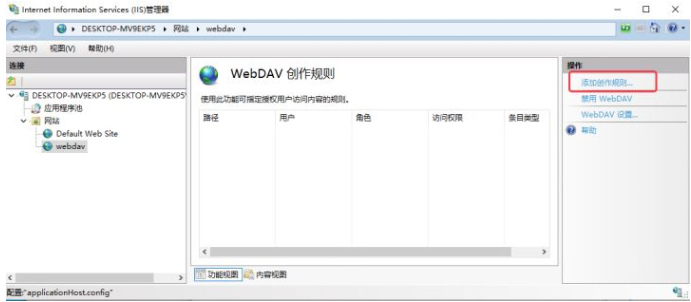 Internet Information Services (IIS)管理器
DESKTOP-MV9EKP5 ▸ 网站 ▸ webdav ▸
文件(F) 视图(V) 帮助(H)
连接
DESKTOP-MV9EKP5 (DESKTOP-MV9EKP5
应用程序池
网站
Default Web Site
webdav
WebDAV 创作规则
使用此功能可指定授权用户访问内容的规则。
路径 用户 角色 访问权限 条目类型
功能视图 内容视图
操作
添加创作规则...
禁用 WebDAV
WebDAV 设置...
帮助
配置:"applicationHost.config"